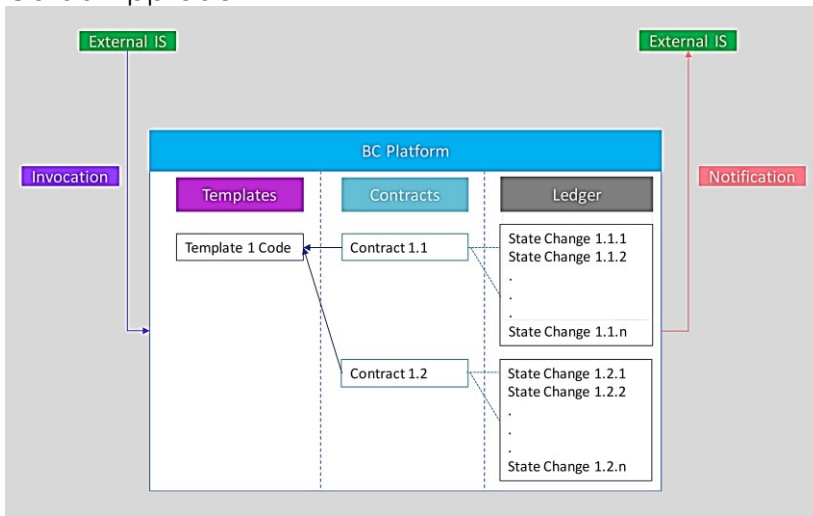 External IS
External IS
BC Platform
Invocation
Notification
Templates
Contracts
Ledger
Template 1 Code
Contract 1.1
State Change 1.1.1
State Change 1.1.2
.
.
.
State Change 1.1.n
Contract 1.2
State Change 1.2.1
State Change 1.2.2
.
.
.
State Change 1.2.n